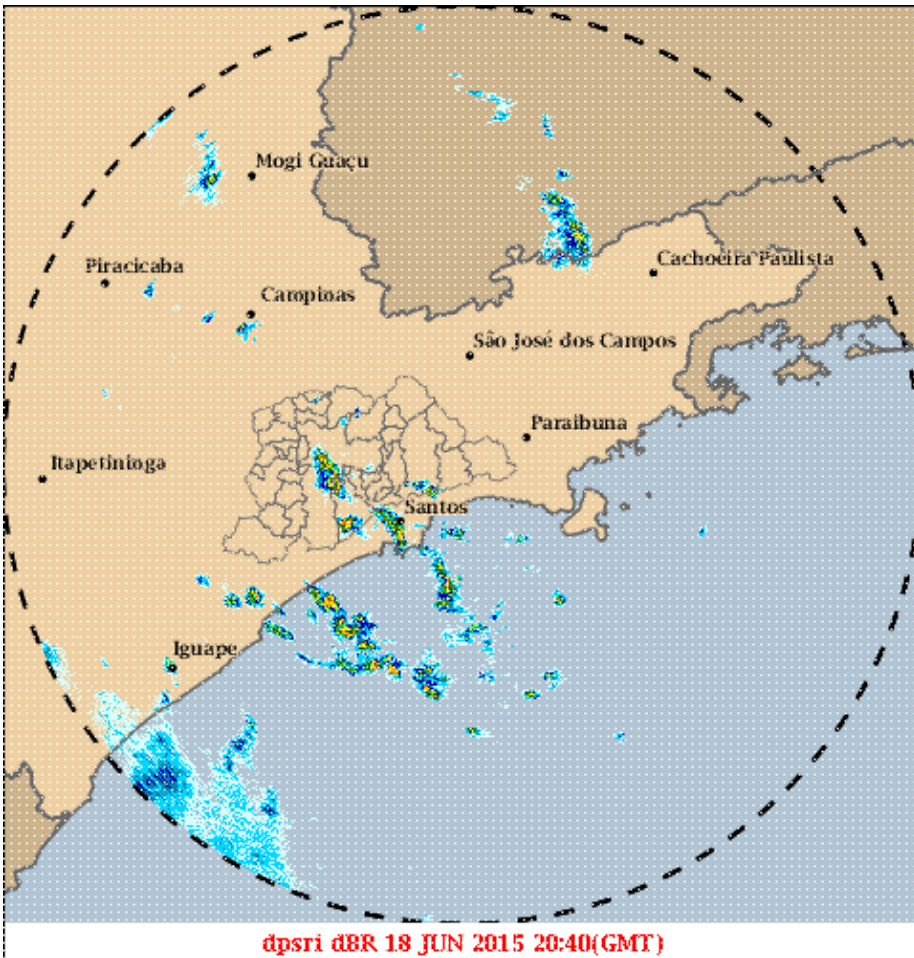 Mogi Guaçu
Piracicaba
Cachoeira Paulista
Campinas
São José dos Campos
Paraibuna
Itapetininga
Santos
Iguape
dpsri dBR 18 JUN 2015 20:40(GMT)